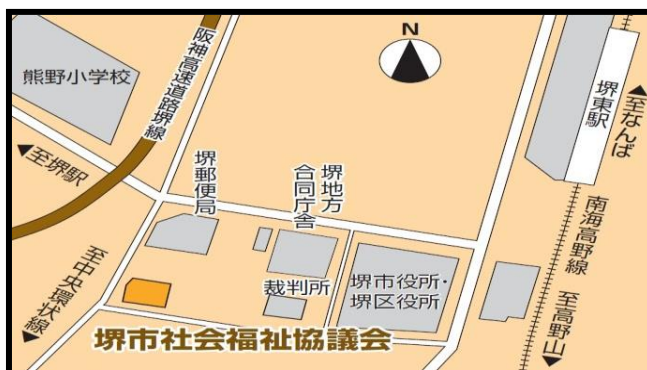 N
熊野小学校
阪神高速道路堺線
堺東駅
▲至なんば
◀至堺駅
堺郵便局
堺地方
合同庁舎
南海高野線
至中央環状線▶
裁判所
堺市役所・
堺区役所
至高野山▶
堺市社会福祉協議会